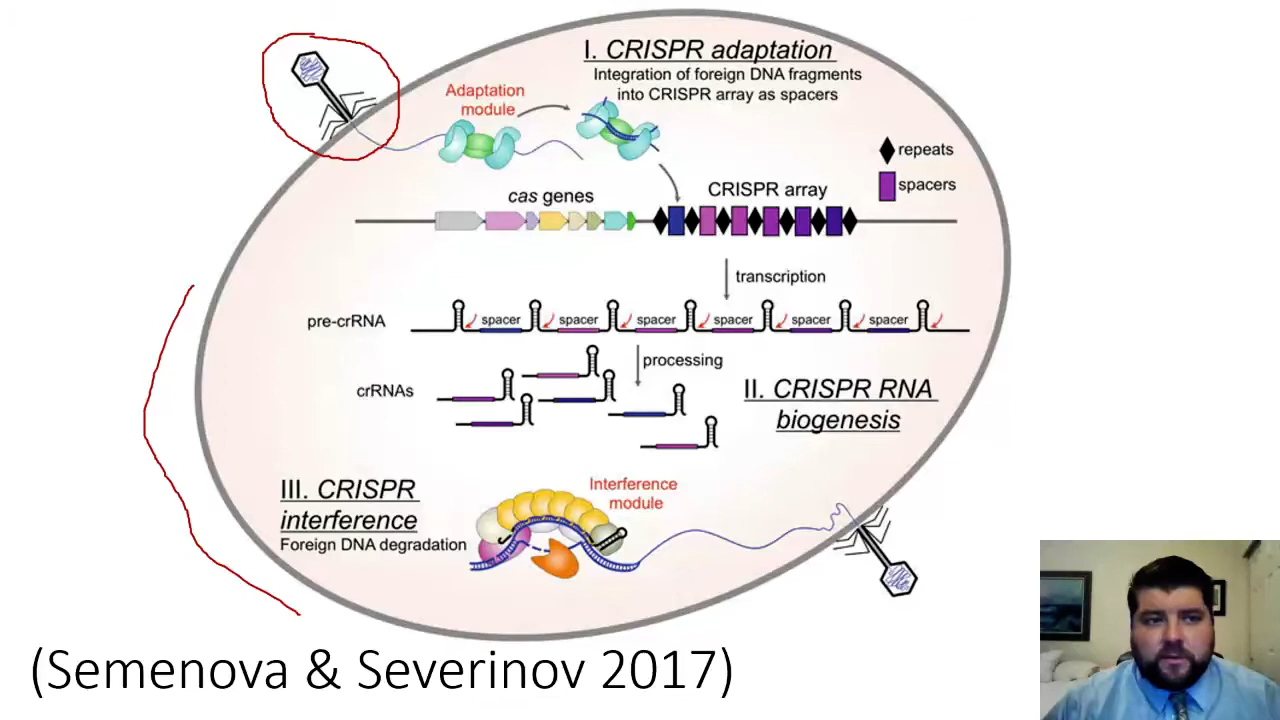 I. CRISPR adaptation
Integration of foreign DNA fragments
into CRISPR array as spacers
Adaptation
module
repeats
spacers
cas genes
CRISPR array
transcription
pre-crRNA
spacer
spacer
spacer
spacer
spacer
spacer
processing
crRNAs
II. CRISPR RNA
biogenesis
III. CRISPR
interference
Foreign DNA degradation
Interference
module
(Semenova & Severinov 2017)